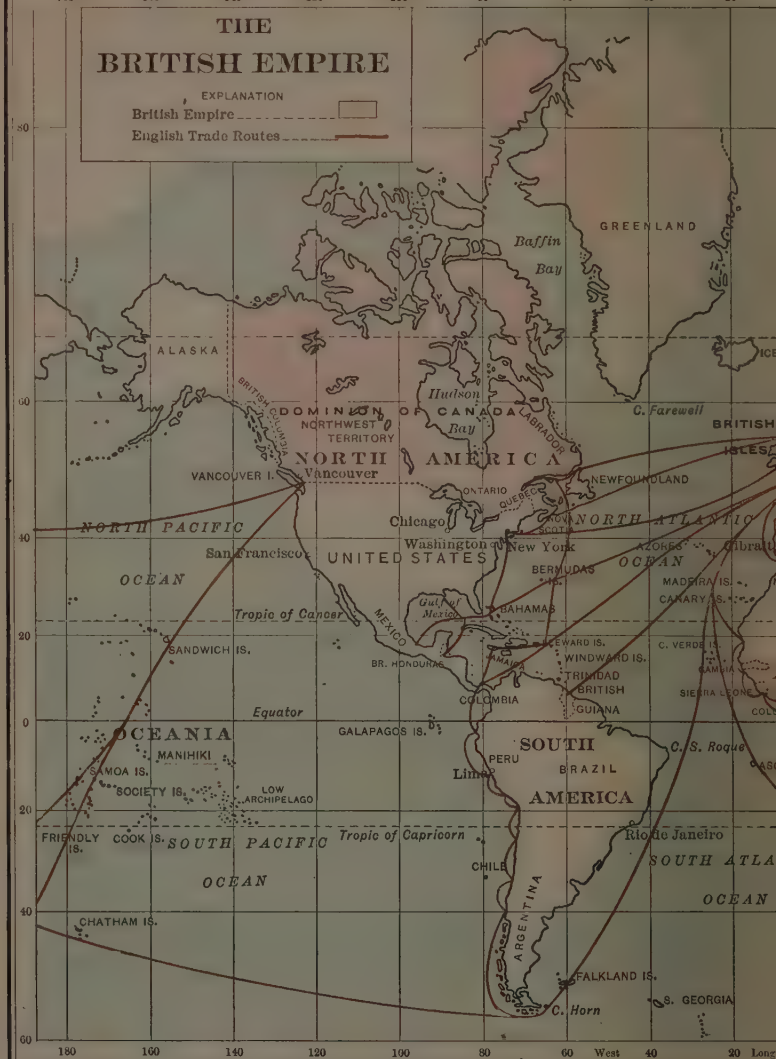 THE
BRITISH EMPIRE
EXPLANATION
British Empire
English Trade Routes
80
GREENLAND
Baffin
Bay
ALASKA
60
BRITISH COLUMBIA
DOMINION OF CANADA
NORTHWEST
TERRITORY
Hudson
Bay
LABRADOR
C. Farewell
BRITISH
ISLES
NORTH AMERICA
VANCOUVER I.
Vancouver
NEWFOUNDLAND
ONTARIO
QUEBEC
NOVA
SCOTIA
NORTH ATLANTIC
OCEAN
NORTH PACIFIC
OCEAN
Chicago
Washington
New York
40
San Francisco
UNITED STATES
AZORES
Gibralt
BERMUDAS
IS.
MADEIRA IS.
CANARY IS.
Gulf of
Mexico
BAHAMAS
MEXICO
Tropic of Cancer
20
SANDWICH IS.
BR. HONDURAS
JAMAICA
LEEWARD IS.
WINDWARD IS.
TRINIDAD
C. VERDE IS.
GAMBIA
SIERRA LEONE
COLOMBIA
BRITISH
GUIANA
Equator
0
OCEANIA
GALAPAGOS IS.
MANIHIKI
SAMOA IS.
SOCIETY IS.
LOW
ARCHIPELAGO
SOUTH
AMERICA
PERU
BRAZIL
Lima
C. S. Roque
20
FRIENDLY
IS.
COOK IS.
Tropic of Capricorn
Rio de Janeiro
SOUTH PACIFIC
OCEAN
CHILE
ARGENTINA
SOUTH ATLA
OCEAN
40
CHATHAM IS.
FALKLAND IS.
S. GEORGIA
C. Horn
60
180 160 140 120 100 80 60 West 40 20 Long